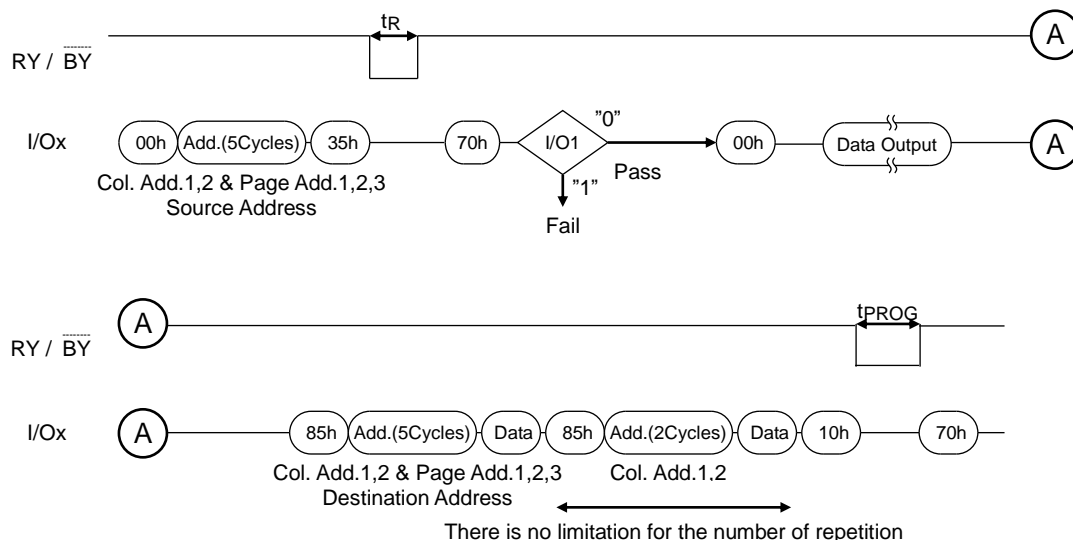 tR
A
RY / BY
I/Ox
00h Add.(5Cycles) 35h 70h I/O1 "0" 00h Data Output A
Pass
"1"
Col. Add.1,2 & Page Add.1,2,3
Source Address
Fail
A
tPROG
RY / BY
I/Ox
A 85h Add.(5Cycles) Data 85h Add.(2Cycles) Data 10h 70h
Col. Add.1,2 & Page Add.1,2,3 Col. Add.1,2
Destination Address
There is no limitation for the number of repetition